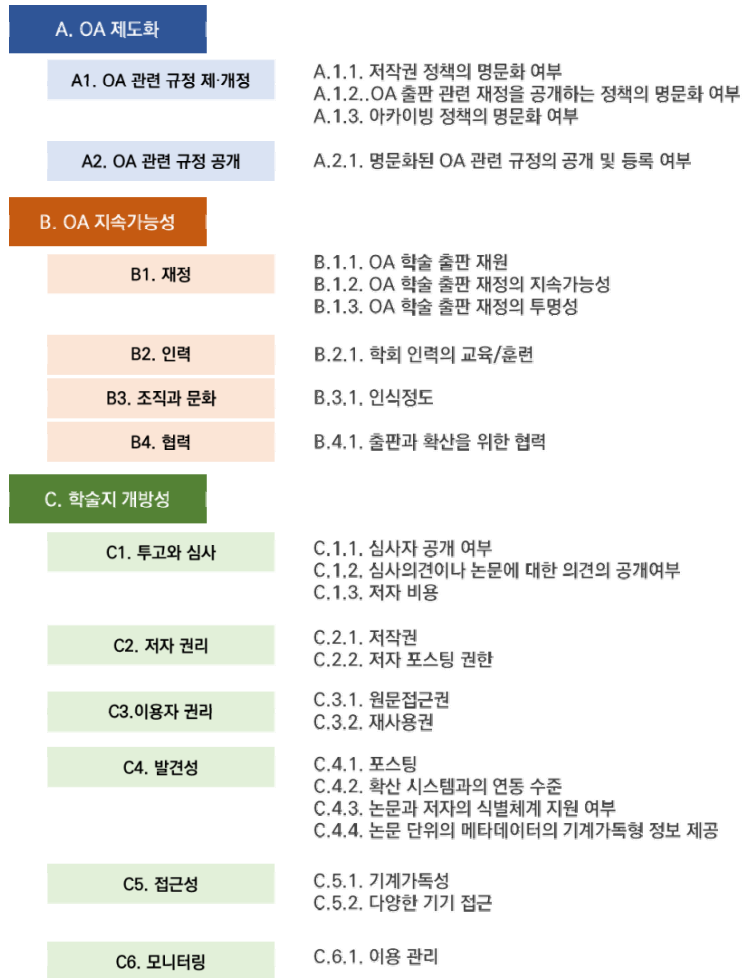 A. OA 제도화
A1. OA 관련 규정 제·개정
A.1.1. 저작권 정책의 명문화 여부
A.1.2..OA 출판 관련 재정을 공개하는 정책의 명문화 여부
A.1.3. 아카이빙 정책의 명문화 여부
A2. OA 관련 규정 공개
A.2.1. 명문화된 OA 관련 규정의 공개 및 등록 여부
B. OA 지속가능성
B1. 재정
B.1.1. OA 학술 출판 재원
B.1.2. OA 학술 출판 재정의 지속가능성
B.1.3. OA 학술 출판 재정의 투명성
B2. 인력
B.2.1. 학회 인력의 교육/훈련
B3. 조직과 문화
B.3.1. 인식정도
B4. 협력
B.4.1. 출판과 확산을 위한 협력
C. 학술지 개방성
C1. 투고와 심사
C.1.1. 심사자 공개 여부
C.1.2. 심사의견이나 논문에 대한 의견의 공개여부
C.1.3. 저자 비용
C2. 저자 권리
C.2.1. 저작권
C.2.2. 저자 포스팅 권한
C3.이용자 권리
C.3.1. 원문접근권
C.3.2. 재사용권
C4. 발견성
C.4.1. 포스팅
C.4.2. 확산 시스템과의 연동 수준
C.4.3. 논문과 저자의 식별체계 지원 여부
C.4.4. 논문 단위의 메타데이터의 기계가독형 정보 제공
C5. 접근성
C.5.1. 기계가독성
C.5.2. 다양한 기기 접근
C6. 모니터링
C.6.1. 이용 관리